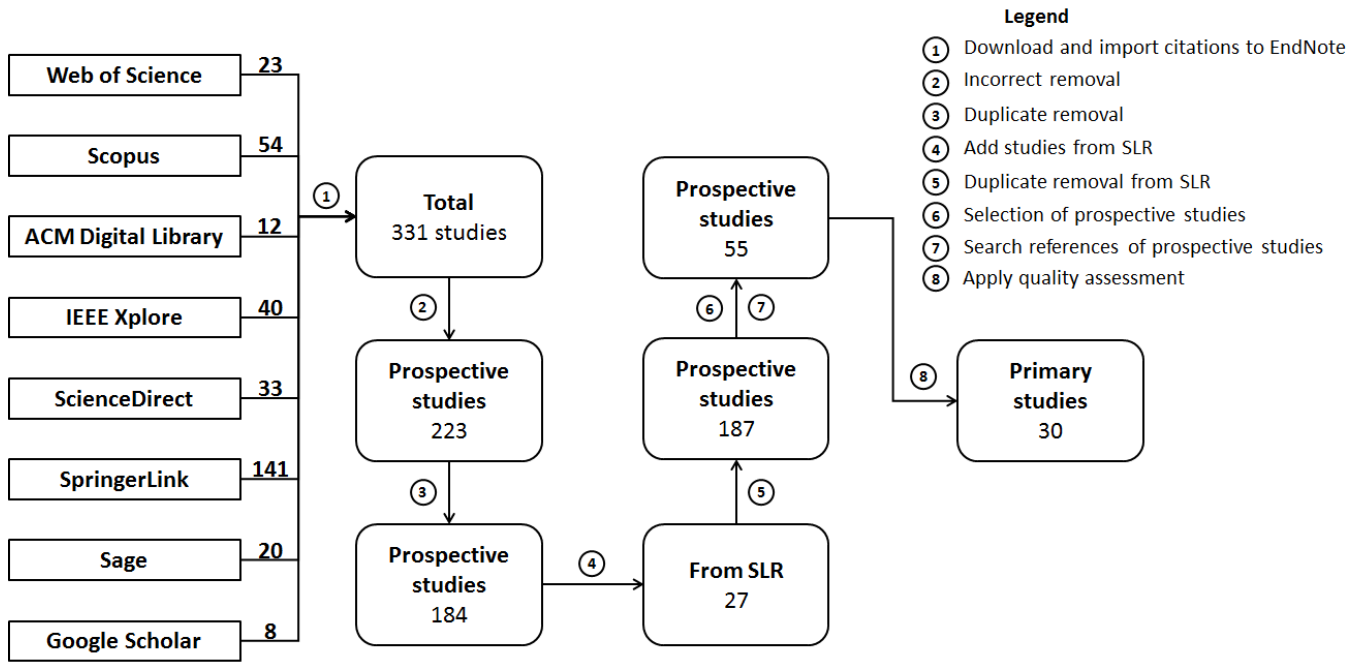 Web of Science
23
Scopus
54
ACM Digital Library
12
IEEE Xplore
40
ScienceDirect
33
SpringerLink
141
Sage
20
Google Scholar
8
1
Total
331 studies
2
Prospective
studies
223
3
Prospective
studies
184
4
From SLR
27
5
Prospective
studies
187
6
7
Prospective
studies
55
8
Primary
studies
30
Legend
1 Download and import citations to EndNote
2 Incorrect removal
3 Duplicate removal
4 Add studies from SLR
5 Duplicate removal from SLR
6 Selection of prospective studies
7 Search references of prospective studies
8 Apply quality assessment